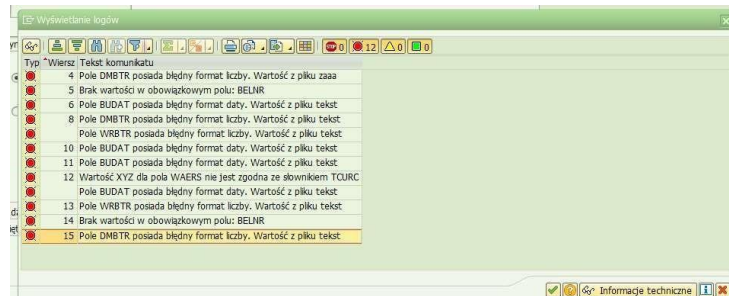 Wyświetlanie logów
0 12 0 0
Typ Wiersz Tekst komunikatu
4 Pole DMBTR posiada błędny format liczby. Wartość z pliku zaaa
5 Brak wartości w obowiązkowym polu: BELNR
6 Pole BUDAT posiada błędny format daty. Wartość z pliku tekst
8 Pole DMBTR posiada błędny format liczby. Wartość z pliku tekst
Pole WRBTR posiada błędny format liczby. Wartość z pliku tekst
10 Pole BUDAT posiada błędny format daty. Wartość z pliku tekst
11 Pole BUDAT posiada błędny format daty. Wartość z pliku tekst
12 Wartość XYZ dla pola WAERS nie jest zgodna ze słownikiem TCURC
Pole BUDAT posiada błędny format daty. Wartość z pliku tekst
13 Pole WRBTR posiada błędny format liczby. Wartość z pliku tekst
14 Brak wartości w obowiązkowym polu: BELNR
15 Pole DMBTR posiada błędny format liczby. Wartość z pliku tekst
Informacje techniczne